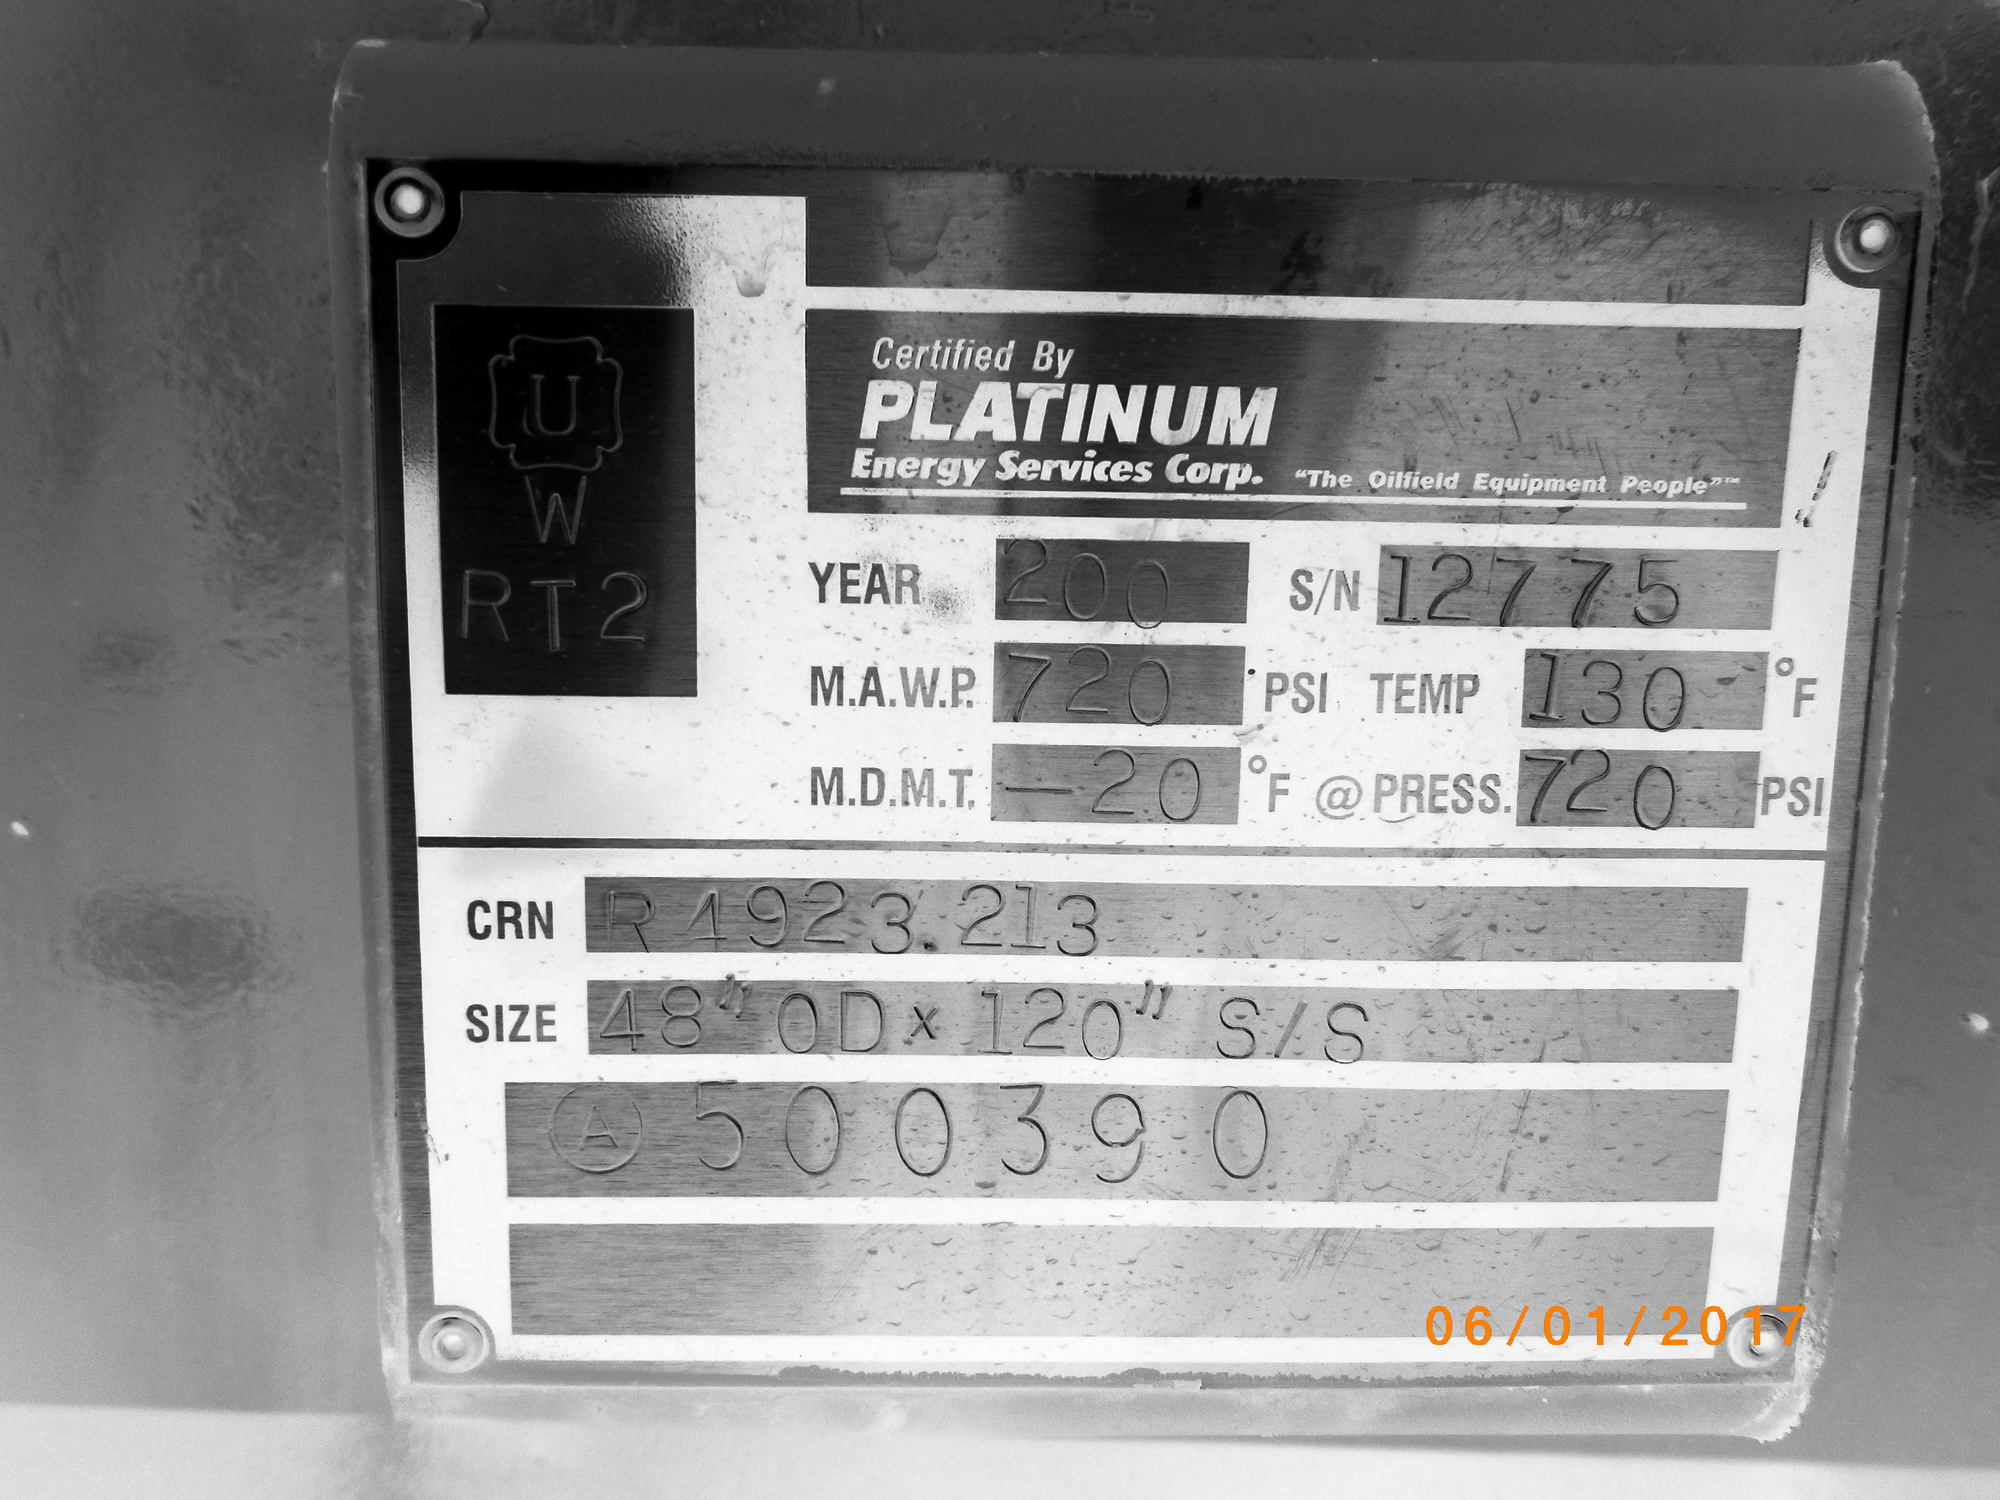 U
W
RT2
Certified By
PLATINUM
Energy Services Corp. "The Oilfield Equipment People"™
YEAR 200 S/N 12775
M.A.W.P. 720 PSI TEMP 130 °F
M.D.M.T. -20 °F @ PRESS. 720 PSI
CRN R4923.213
SIZE 48" OD x 120" S/S
A 500390
06/01/2017